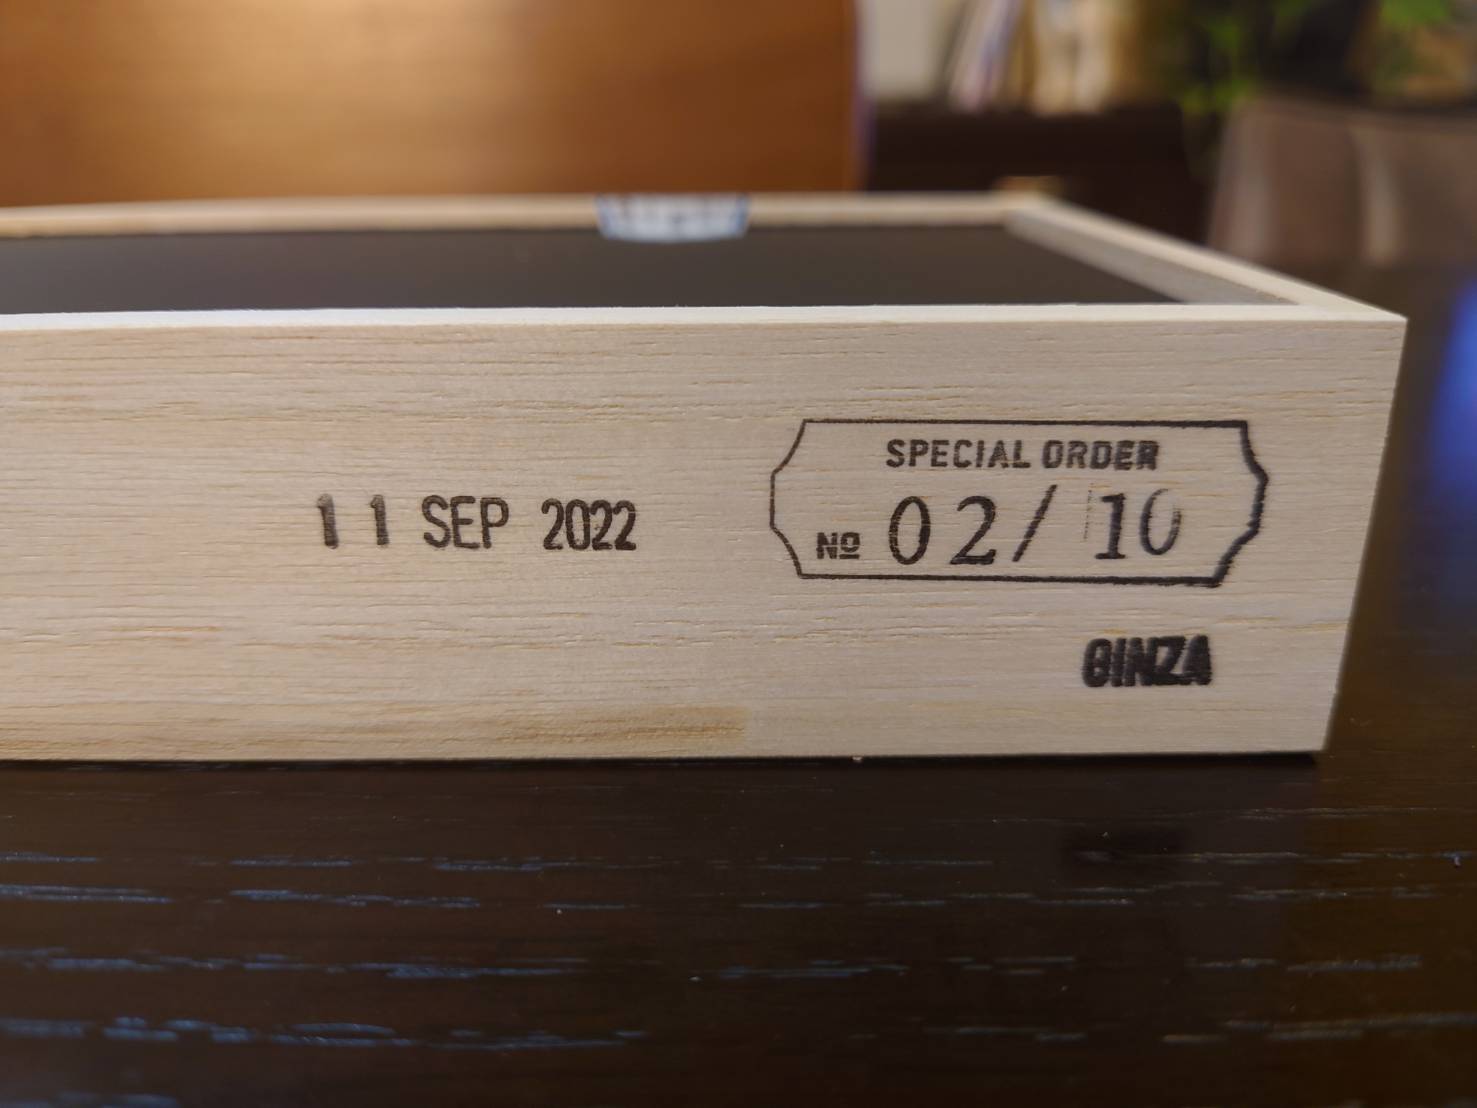 11 SEP 2022
SPECIAL ORDER
Nº 02/10
GINZA